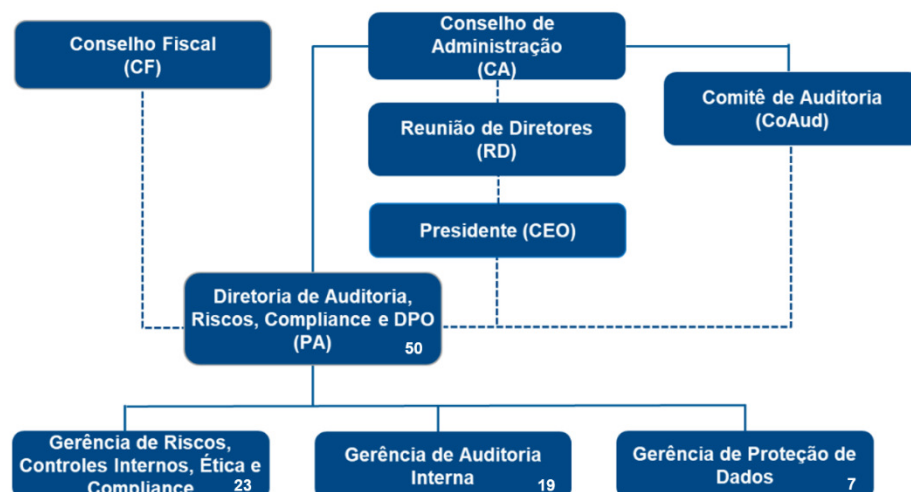 Conselho Fiscal
(CF)
Conselho de
Administração
(CA)
Comitê de Auditoria
(CoAud)
Reunião de Diretores
(RD)
Presidente (CEO)
Diretoria de Auditoria,
Riscos, Compliance e DPO
(PA) 50
Gerência de Riscos,
Controles Internos, Ética e
Compliance 23
Gerência de Auditoria
Interna 19
Gerência de Proteção de
Dados 7